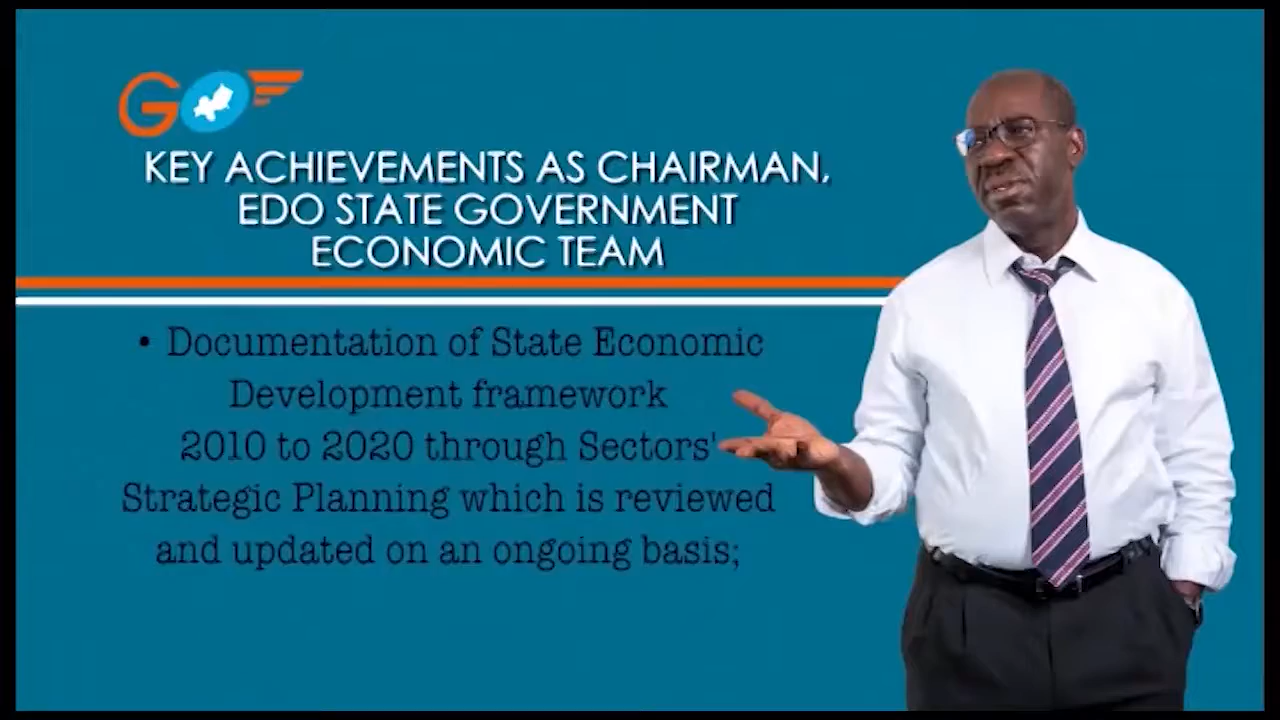 GO
KEY ACHIEVEMENTS AS CHAIRMAN,
EDO STATE GOVERNMENT
ECONOMIC TEAM
• Documentation of State Economic
Development framework
2010 to 2020 through Sectors'
Strategic Planning which is reviewed
and updated on an ongoing basis;